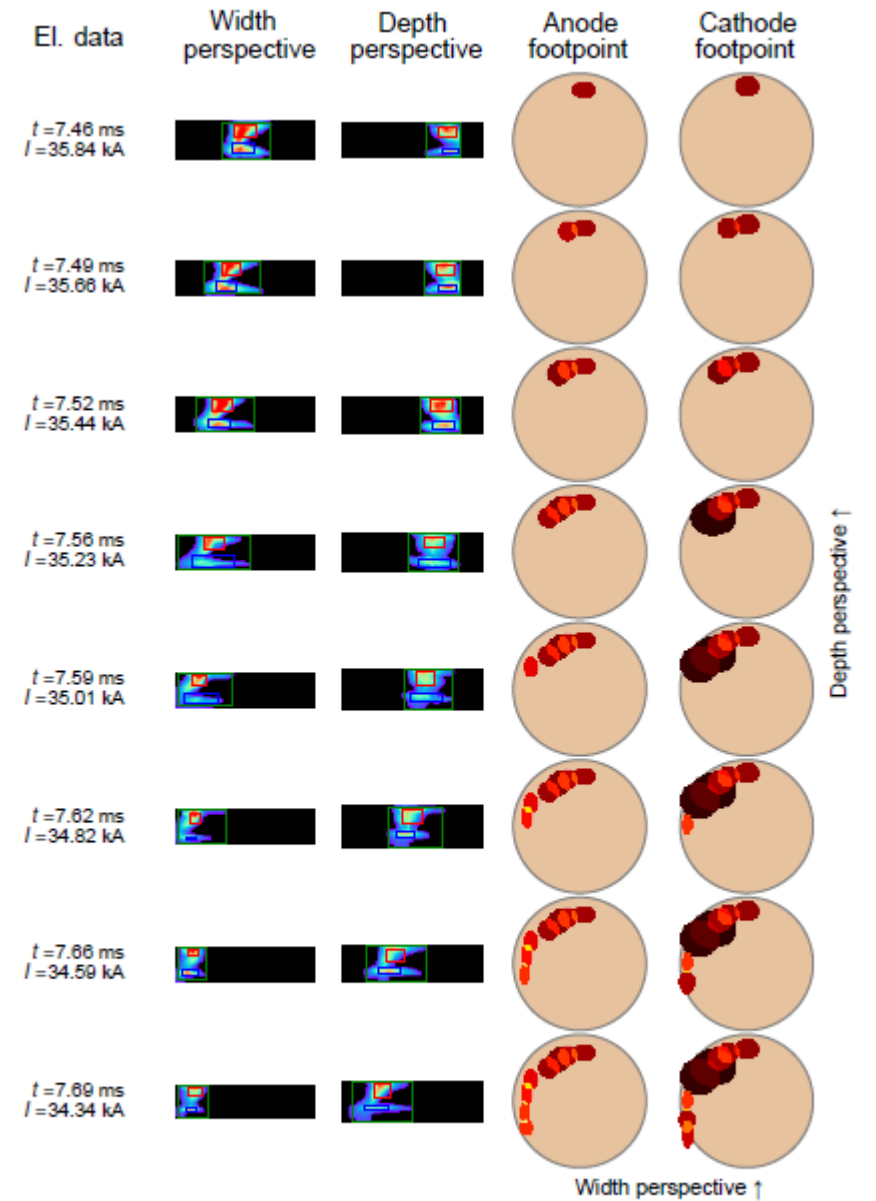 El. data
Width
perspective
Depth
perspective
Anode
footpoint
Cathode
footpoint
t =7.46 ms
I =35.84 kA
t =7.49 ms
I =35.66 kA
t =7.52 ms
I =35.44 kA
t =7.56 ms
I =35.23 kA
t =7.59 ms
I =35.01 kA
t =7.62 ms
I =34.82 kA
t =7.66 ms
I =34.59 kA
t =7.69 ms
I =34.34 kA
Depth perspective ↑
Width perspective ↑